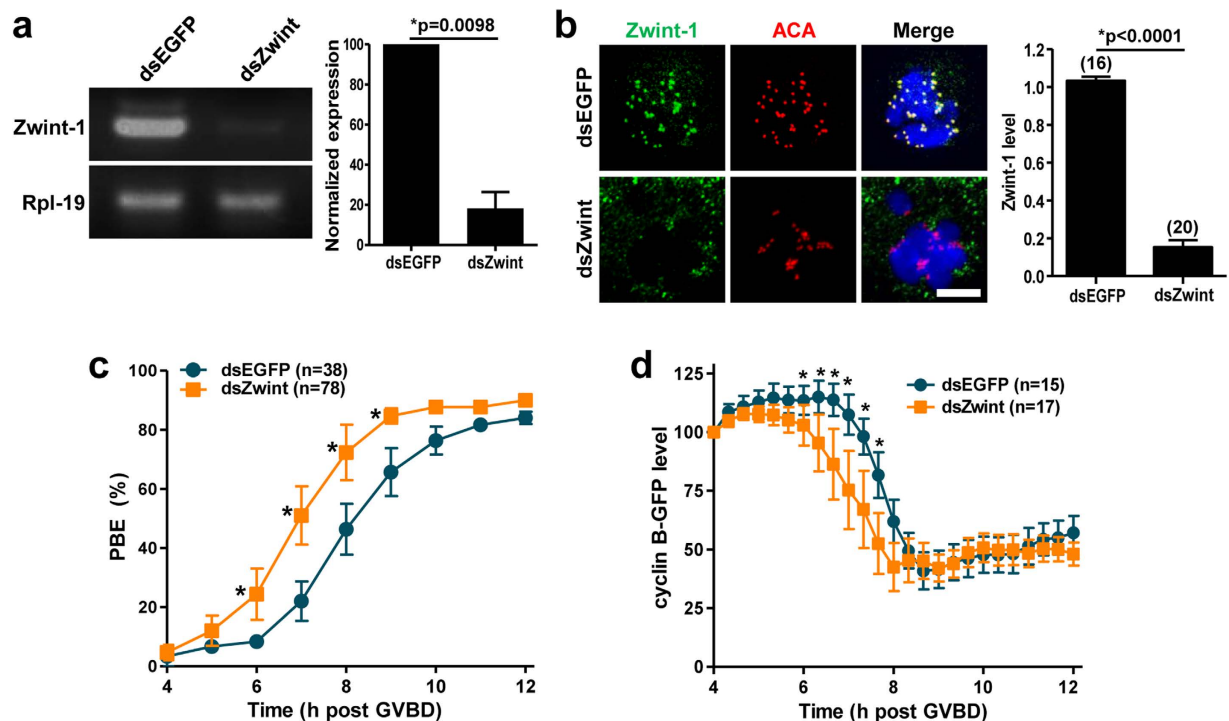 a
dsEGFP
dsZwint
Zwint-1
Rpl-19
Normalized expression
100
80
60
40
20
0
*p=0.0098
dsEGFP
dsZwint
b
Zwint-1
ACA
Merge
dsEGFP
dsZwint
Zwint-1 level
1.2
1.0
0.8
0.6
0.4
0.2
0.0
*p<0.0001
(16)
(20)
dsEGFP
dsZwint
c
dsEGFP (n=38)
dsZwint (n=78)
PBE (%)
100
80
60
40
20
0
* * * *
4 6 8 10 12
Time (h post GVBD)
d
dsEGFP (n=15)
dsZwint (n=17)
cyclin B-GFP level
125
100
75
50
25
0
* * * * * *
4 6 8 10 12
Time (h post GVBD)